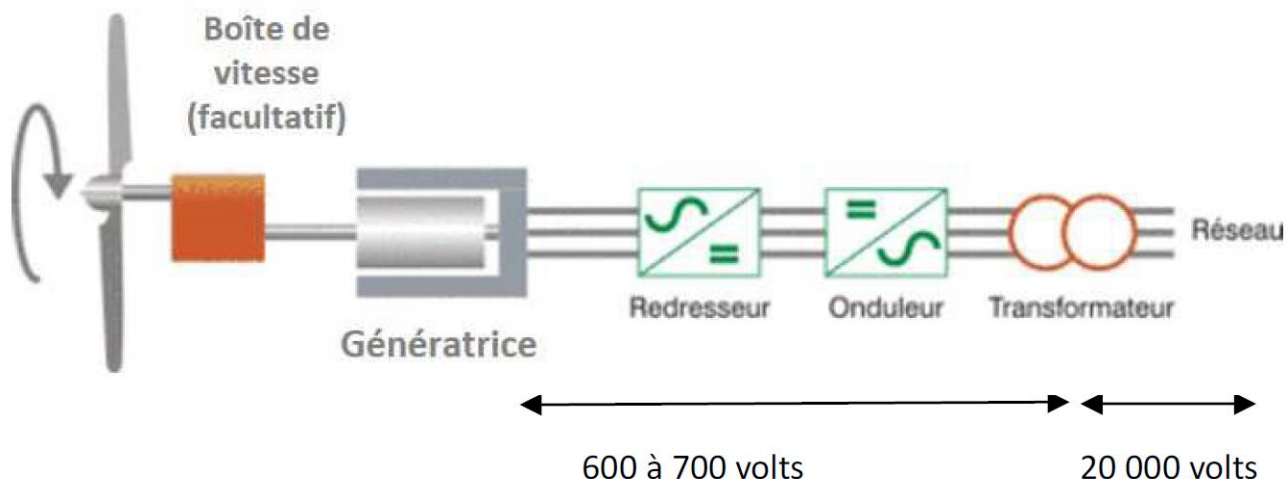 Boîte de
vitesse
(facultatif)
Réseau
Redresseur
Onduleur
Transformateur
Génératrice
600 à 700 volts
20 000 volts